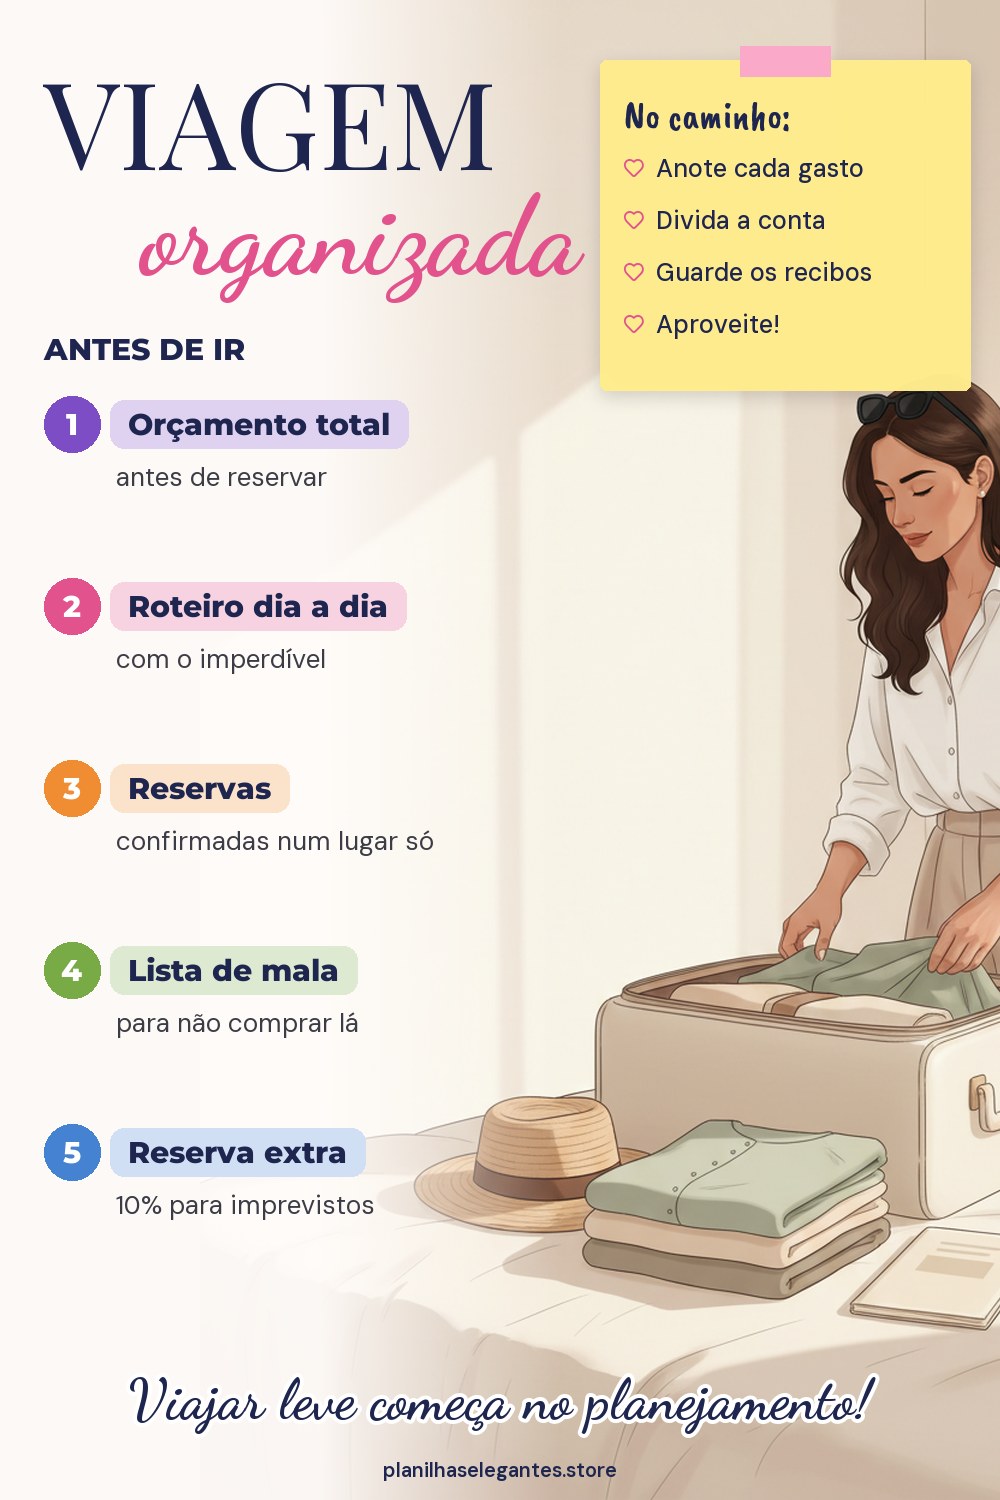 VIAGEM
organizada
No caminho:
Anote cada gasto
Divida a conta
Guarde os recibos
Aproveite!
ANTES DE IR
1 Orçamento total
antes de reservar
2 Roteiro dia a dia
com o imperdível
3 Reservas
confirmadas num lugar só
4 Lista de mala
para não comprar lá
5 Reserva extra
10% para imprevistos
Viajar leve começa no planejamento!
planilhaselegantes.store